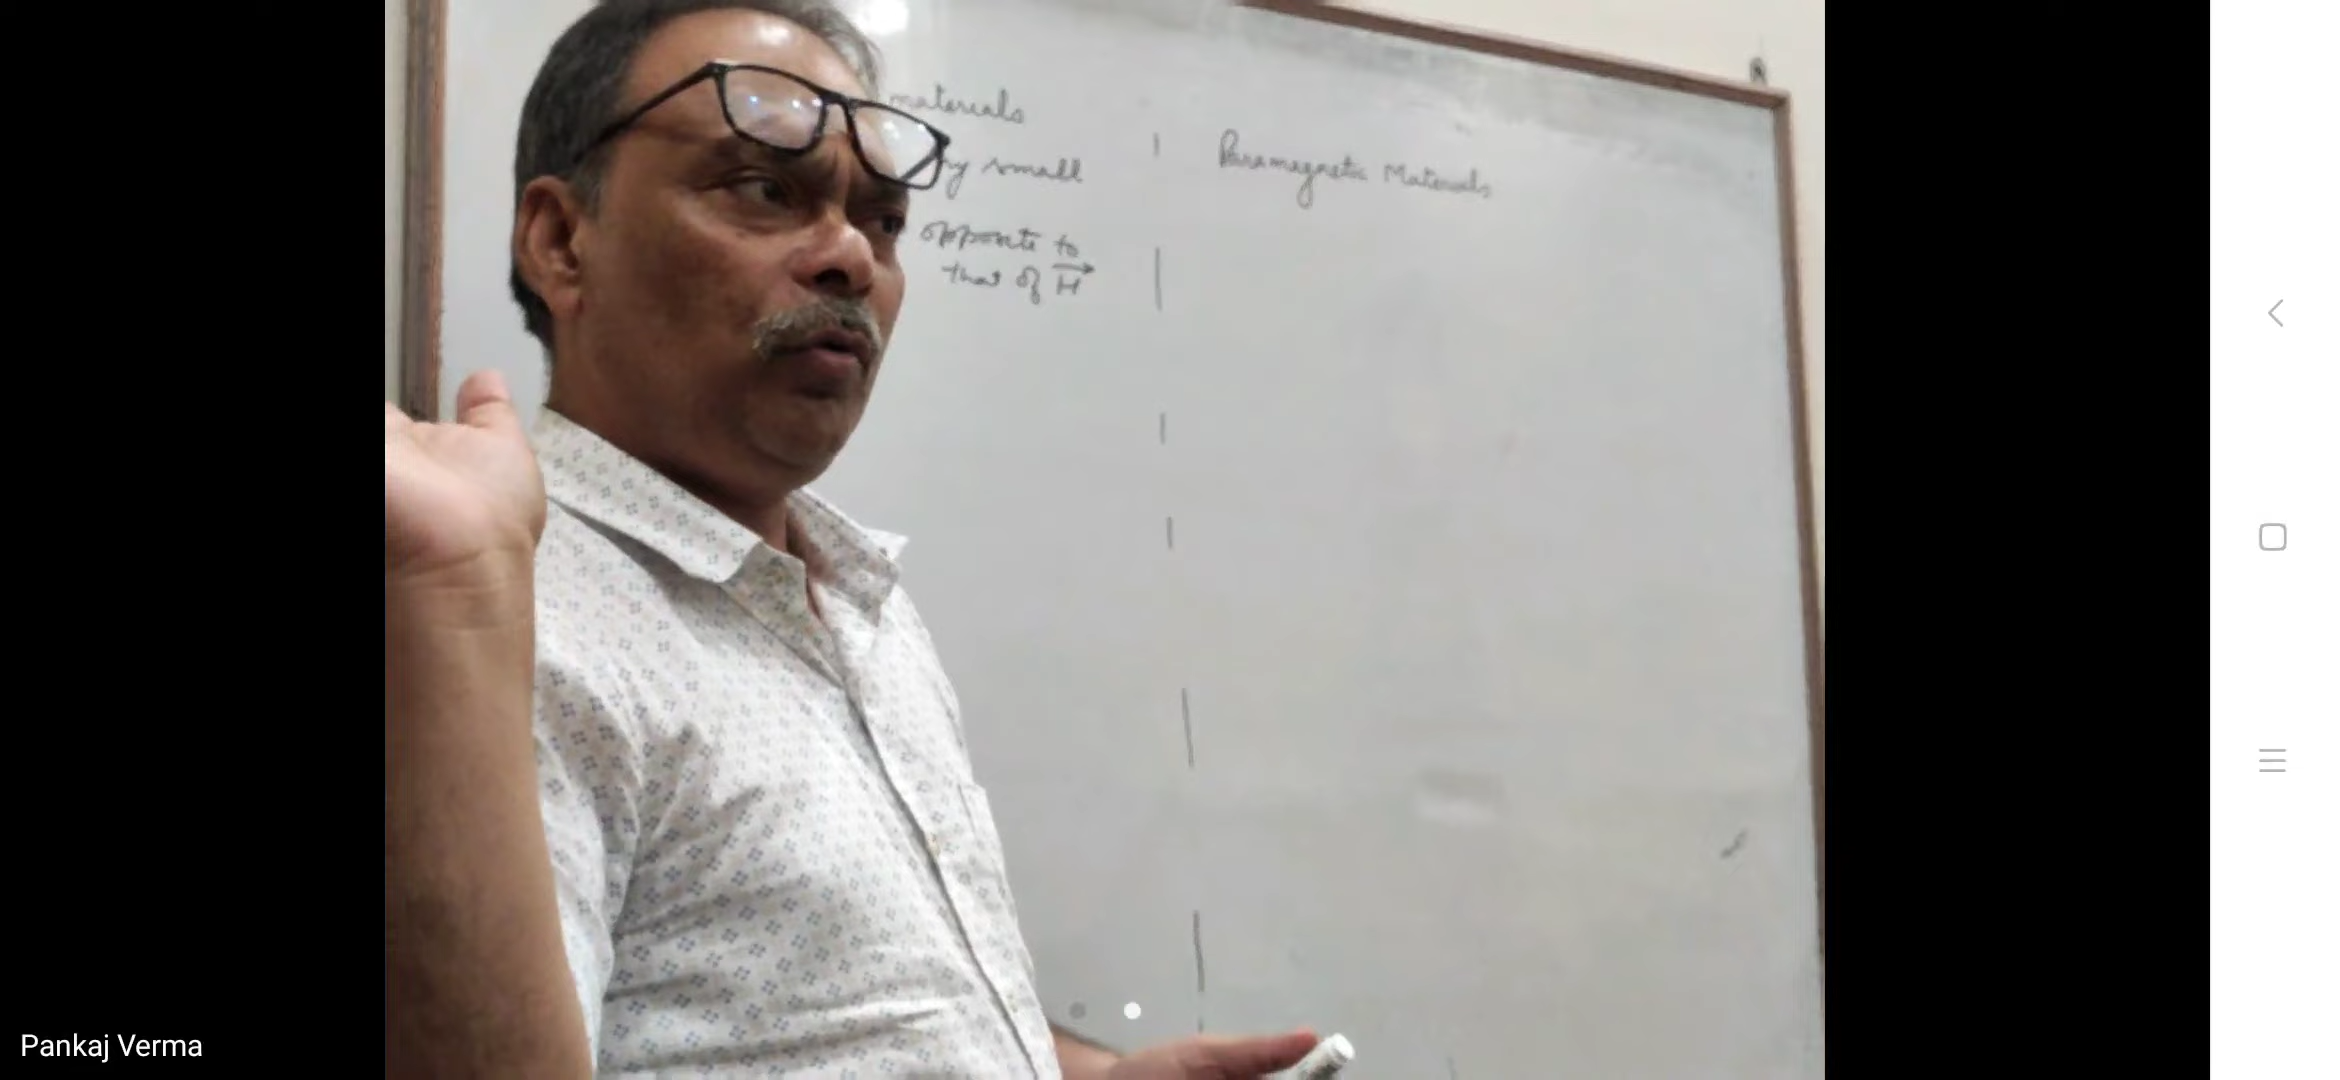 materials
small
opposite to
that of H
Paramagnetic Materials
Pankaj Verma